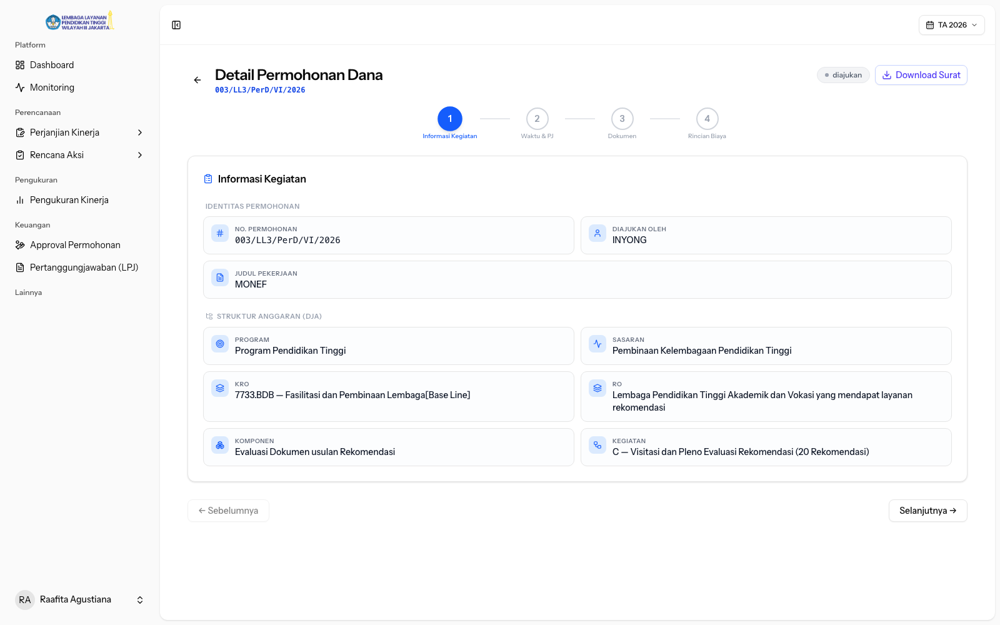 LEMBAGA LAYANAN
PENDIDIKAN TINGGI
WILAYAH III JAKARTA
Platform
Dashboard
Monitoring
Perencanaan
Perjanjian Kinerja
Rencana Aksi
Pengukuran
Pengukuran Kinerja
Keuangan
Approval Permohonan
Pertanggungjawaban (LPJ)
Lainnya
RA Raafita Agustiana
TA 2026
Detail Permohonan Dana
003/LL3/PerD/VI/2026
diajukan
Download Surat
1 2 3 4
Informasi Kegiatan Waktu & PJ Dokumen Rincian Biaya
Informasi Kegiatan
IDENTITAS PERMOHONAN
NO. PERMOHONAN
003/LL3/PerD/VI/2026
DIAJUKAN OLEH
INYONG
JUDUL PEKERJAAN
MONEF
STRUKTUR ANGGARAN (DJA)
PROGRAM
Program Pendidikan Tinggi
SASARAN
Pembinaan Kelembagaan Pendidikan Tinggi
KRO
7733.BDB — Fasilitasi dan Pembinaan Lembaga[Base Line]
RO
Lembaga Pendidikan Tinggi Akademik dan Vokasi yang mendapat layanan
rekomendasi
KOMPONEN
Evaluasi Dokumen usulan Rekomendasi
KEGIATAN
C — Visitasi dan Pleno Evaluasi Rekomendasi (20 Rekomendasi)
← Sebelumnya
Selanjutnya →